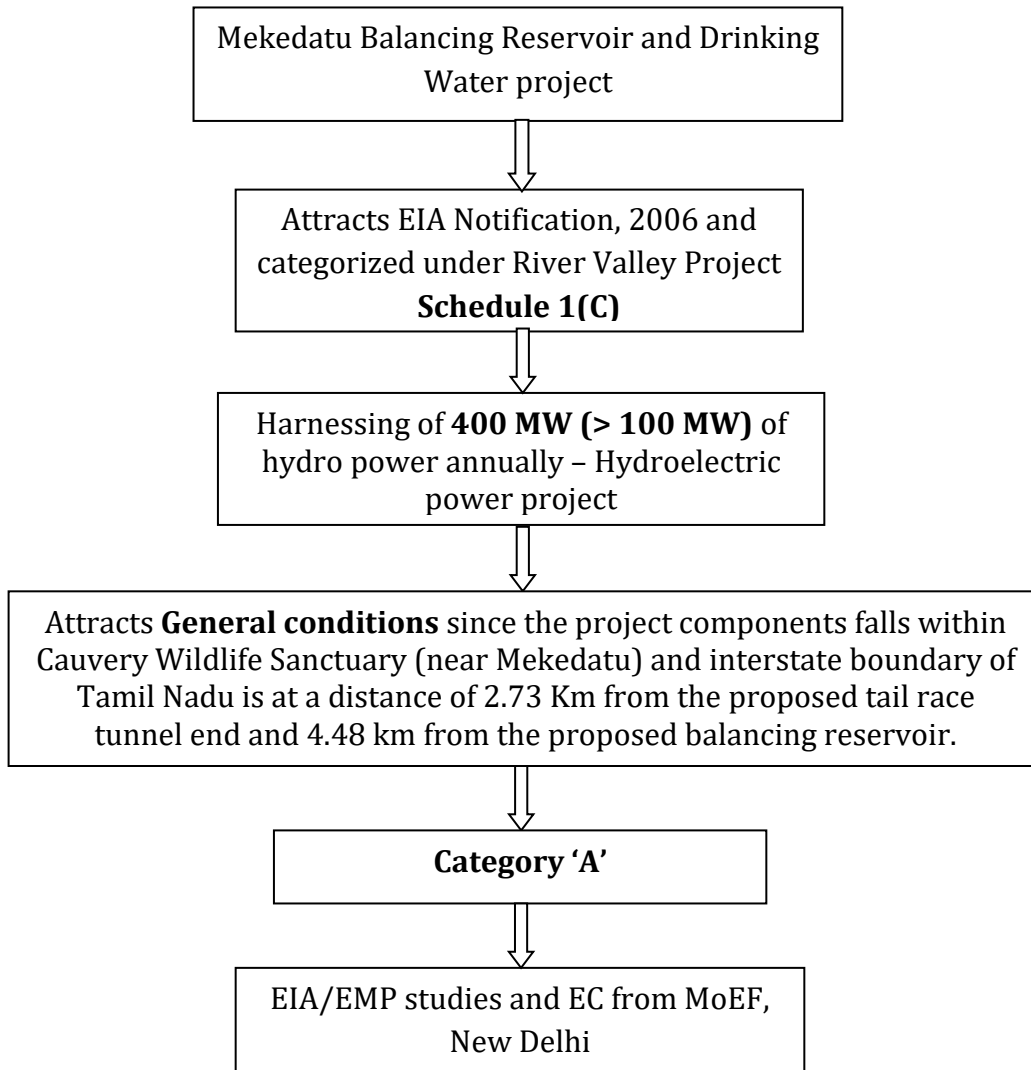 Mekedatu Balancing Reservoir and Drinking
Water project
Attracts EIA Notification, 2006 and
categorized under River Valley Project
Schedule 1(C)
Harnessing of 400 MW (> 100 MW) of
hydro power annually – Hydroelectric
power project
Attracts General conditions since the project components falls within
Cauvery Wildlife Sanctuary (near Mekedatu) and interstate boundary of
Tamil Nadu is at a distance of 2.73 Km from the proposed tail race
tunnel end and 4.48 km from the proposed balancing reservoir.
Category ‘A’
EIA/EMP studies and EC from MoEF,
New Delhi